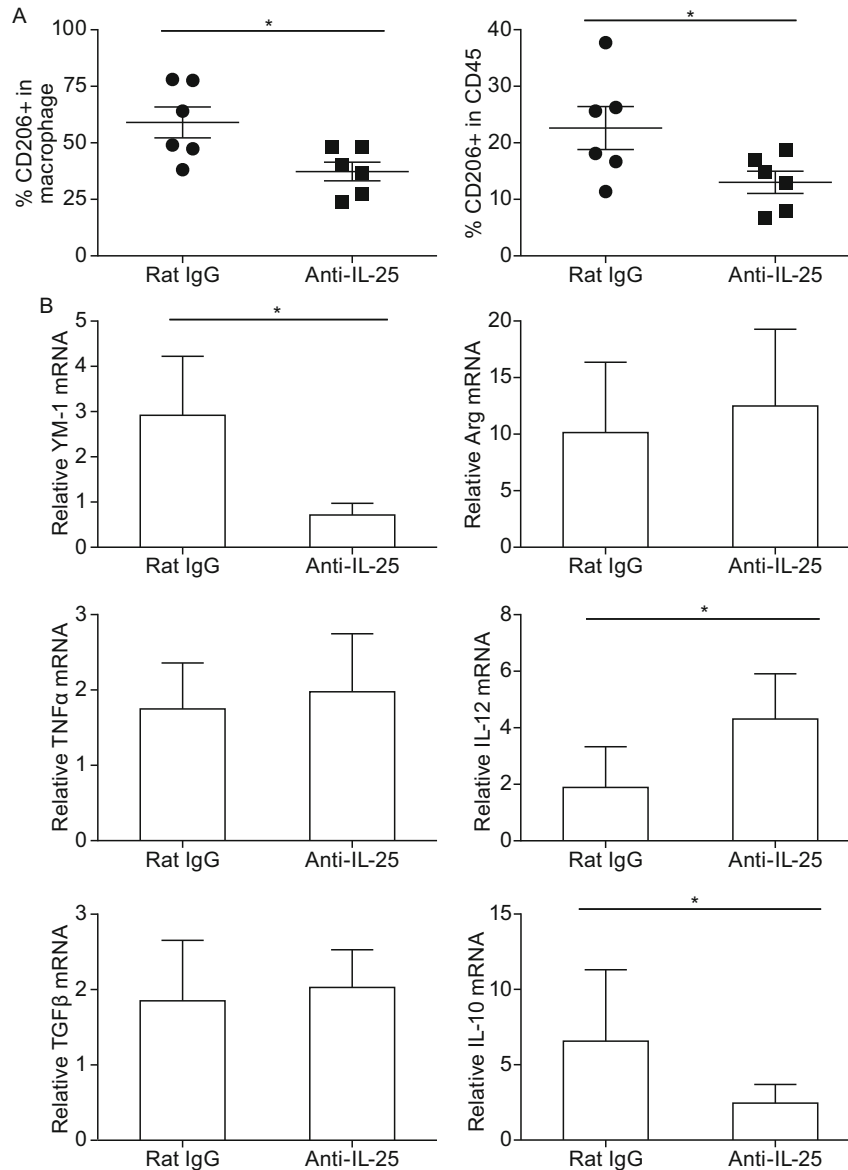 A
100
75
50
25
0
% CD206+ in
macrophage
*
Rat IgG
Anti-IL-25
40
30
20
10
0
% CD206+ in CD45
*
Rat IgG
Anti-IL-25
B
5
4
3
2
1
0
Relative YM-1 mRNA
*
Rat IgG
Anti-IL-25
20
15
10
5
0
Relative Arg mRNA
Rat IgG
Anti-IL-25
3
2
1
0
Relative TNFα mRNA
Rat IgG
Anti-IL-25
8
6
4
2
0
Relative IL-12 mRNA
*
Rat IgG
Anti-IL-25
3
2
1
0
Relative TGFβ mRNA
Rat IgG
Anti-IL-25
15
10
5
0
Relative IL-10 mRNA
*
Rat IgG
Anti-IL-25